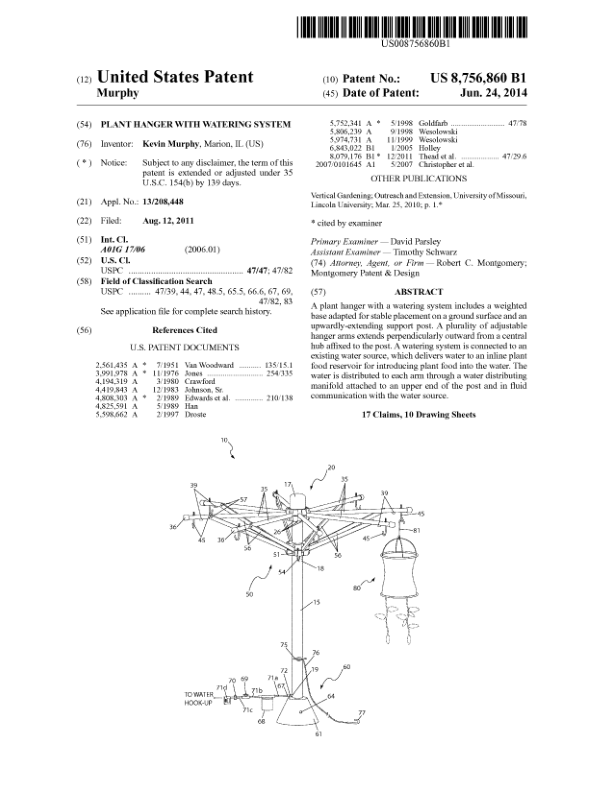 US008756860B1
(12) United States Patent
Murphy
(10) Patent No.: US 8,756,860 B1
(45) Date of Patent: Jun. 24, 2014
(54) PLANT HANGER WITH WATERING SYSTEM
(76) Inventor: Kevin Murphy, Marion, IL (US)
( * ) Notice: Subject to any disclaimer, the term of this
patent is extended or adjusted under 35
U.S.C. 154(b) by 139 days.
(21) Appl. No.: 13/208,448
(22) Filed: Aug. 12, 2011
(51) Int. Cl.
A01G 17/06 (2006.01)
(52) U.S. Cl.
USPC .................................... 47/47; 47/82
(58) Field of Classification Search
USPC .......... 47/39, 44, 47, 48.5, 65.5, 66.6, 67, 69,
47/82, 83
See application file for complete search history.
(56) References Cited
U.S. PATENT DOCUMENTS
2,561,435 A * 7/1951 Van Woodward .......... 135/15.1
3,991,978 A * 11/1976 Jones ........................ 254/335
4,194,319 A 3/1980 Crawford
4,419,843 A 12/1983 Johnson, Sr.
4,808,303 A * 2/1989 Edwards et al. ............. 210/138
4,825,591 A 5/1989 Han
5,598,662 A 2/1997 Droste
5,752,341 A * 5/1998 Goldfarb ........................ 47/78
5,806,239 A 9/1998 Wesolowski
5,974,731 A 11/1999 Wesolowski
6,843,022 B1 1/2005 Holley
8,079,176 B1 * 12/2011 Thead et al. ................. 47/29.6
2007/0101645 A1 5/2007 Christopher et al.
OTHER PUBLICATIONS
Vertical Gardening; Outreach and Extension, University of Missouri,
Lincoln University; Mar. 25, 2010; p. 1.*
* cited by examiner
Primary Examiner — David Parsley
Assistant Examiner — Timothy Schwarz
(74) Attorney, Agent, or Firm — Robert C. Montgomery;
Montgomery Patent & Design
(57) ABSTRACT
A plant hanger with a watering system includes a weighted
base adapted for stable placement on a ground surface and an
upwardly-extending support post. A plurality of adjustable
hanger arms extends perpendicularly outward from a central
hub affixed to the post. A watering system is connected to an
existing water source, which delivers water to an inline plant
food reservoir for introducing plant food into the water. The
water is distributed to each arm through a water distributing
manifold attached to an upper end of the post and in fluid
communication with the water source.
17 Claims, 10 Drawing Sheets
10
20
39 35 17 35 39
57
36 45
26 81
45 36 56 45
51 56
54 18
80
50
15
75 76
72 19 60
71a
69 67
70 71b 64
71d
TO WATER
HOOK-UP
71c 77
68
61